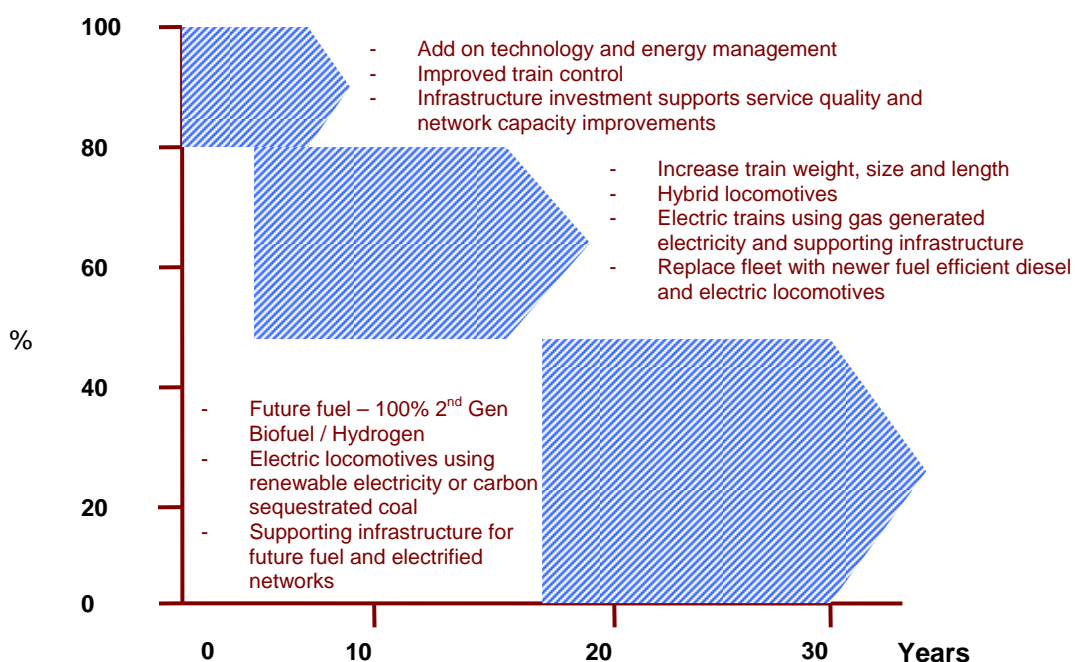 100
- Add on technology and energy management
- Improved train control
- Infrastructure investment supports service quality and
network capacity improvements
80
- Increase train weight, size and length
- Hybrid locomotives
- Electric trains using gas generated
electricity and supporting infrastructure
- Replace fleet with newer fuel efficient diesel
and electric locomotives
60
%
40
- Future fuel – 100% 2nd Gen
Biofuel / Hydrogen
- Electric locomotives using
renewable electricity or carbon
sequestrated coal
- Supporting infrastructure for
future fuel and electrified
networks
20
0
0 10 20 30 Years